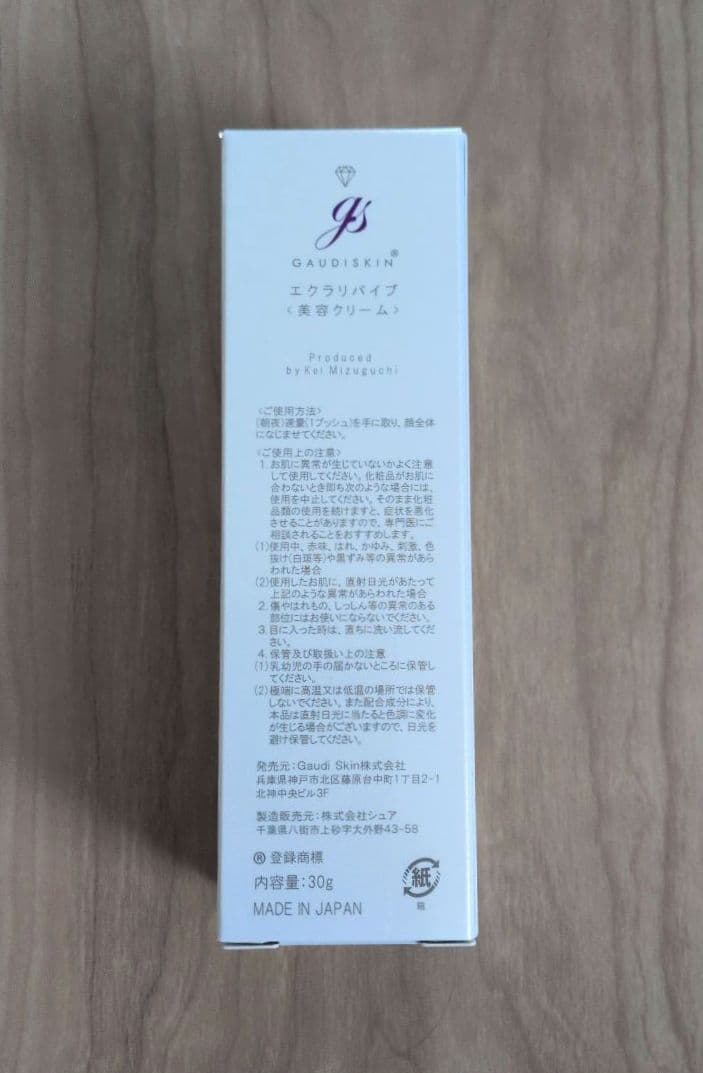 gs
GAUDISKIN®
エクラリバイブ
〈美容クリーム〉
Produced
by Kei Mizuguchi
〈ご使用方法〉
[朝夜]適量(1プッシュ)を手に取り、顔全体
になじませてください。
〈ご使用上の注意〉
1. お肌に異常が生じていないかよく注意
して使用してください。化粧品がお肌に
合わないとき即ち次のような場合には、
使用を中止してください。そのまま化粧
品類の使用を続けますと、症状を悪化
させることがありますので、専門医にご
相談されることをおすすめします。
(1)使用中、赤味、はれ、かゆみ、刺激、色
抜け(白斑等)や黒ずみ等の異常があら
われた場合
(2)使用したお肌に、直射日光があたって
上記のような異常があらわれた場合
2. 傷やはれもの、しっしん等の異常のある
部位にはお使いにならないでください。
3. 目に入った時は、直ちに洗い流してくだ
さい。
4. 保管及び取扱い上の注意
(1)乳幼児の手の届かないところに保管し
てください。
(2)極端に高温又は低温の場所では保管
しないでください。また配合成分により、
本品は直射日光に当たると色調に変化
が生じる場合がございますので、日光を
避け保管してください。
発売元：Gaudi Skin株式会社
兵庫県神戸市北区藤原台中町1丁目2-1
北神中央ビル3F
製造販売元：株式会社シュア
千葉県八街市上砂字大外野43-58
®登録商標
内容量：30g
MADE IN JAPAN
紙
箱